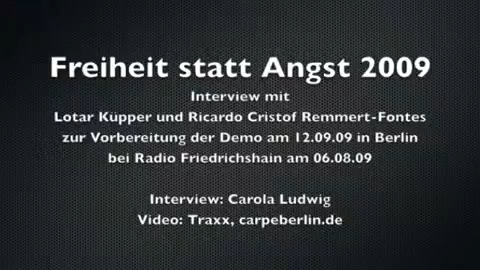 Freiheit statt Angst 2009
Interview mit
Lotar Küpper und Ricardo Cristof Remmert-Fontes
zur Vorbereitung der Demo am 12.09.09 in Berlin
bei Radio Friedrichshain am 06.08.09
Interview: Carola Ludwig
Video: Traxx, carpeberlin.de